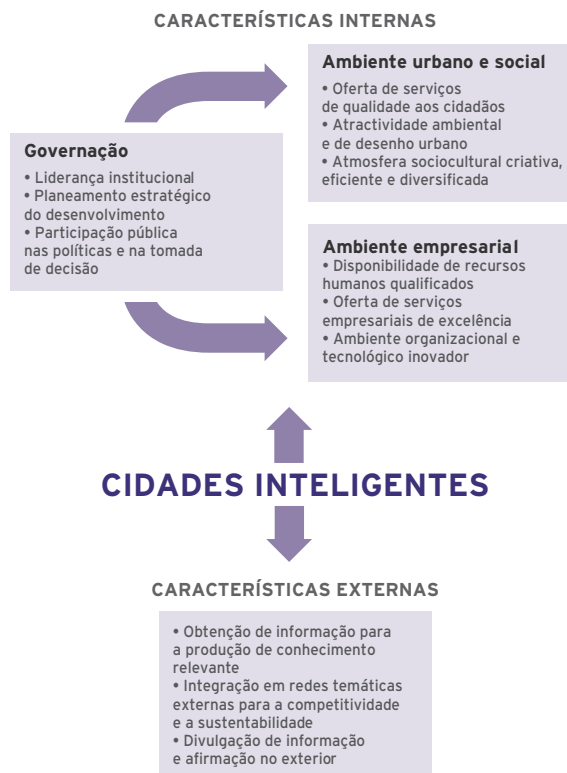 CARACTERÍSTICAS INTERNAS
Governação
• Liderança institucional
• Planeamento estratégico
do desenvolvimento
• Participação pública
nas políticas e na tomada
de decisão
Ambiente urbano e social
• Oferta de serviços
de qualidade aos cidadãos
• Atractividade ambiental
e de desenho urbano
• Atmosfera sociocultural criativa,
eficiente e diversificada
Ambiente empresarial
• Disponibilidade de recursos
humanos qualificados
• Oferta de serviços
empresariais de excelência
• Ambiente organizacional e
tecnológico inovador
CIDADES INTELIGENTES
CARACTERÍSTICAS EXTERNAS
• Obtenção de informação para
a produção de conhecimento
relevante
• Integração em redes temáticas
externas para a competitividade
e a sustentabilidade
• Divulgação de informação
e afirmação no exterior